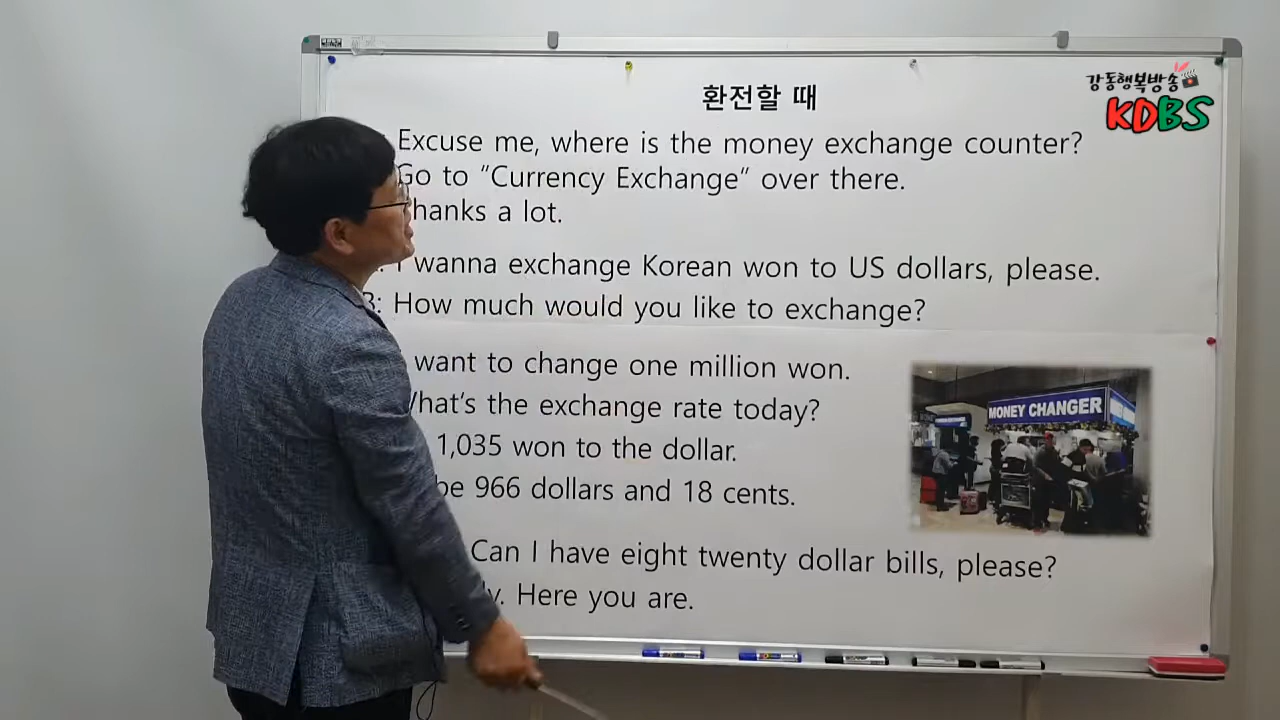 환전할 때
강동행복방송
KDBS
Excuse me, where is the money exchange counter?
Go to "Currency Exchange" over there.
a lot.
wanna exchange Korean won to US dollars, please.
B: How much would you like to exchange?
want to change one million won.
the exchange rate today?
1,035 won to the dollar.
be 966 dollars and 18 cents.
MONEY CHANGER
Can I have eight twenty dollar bills, please?
Here you are.